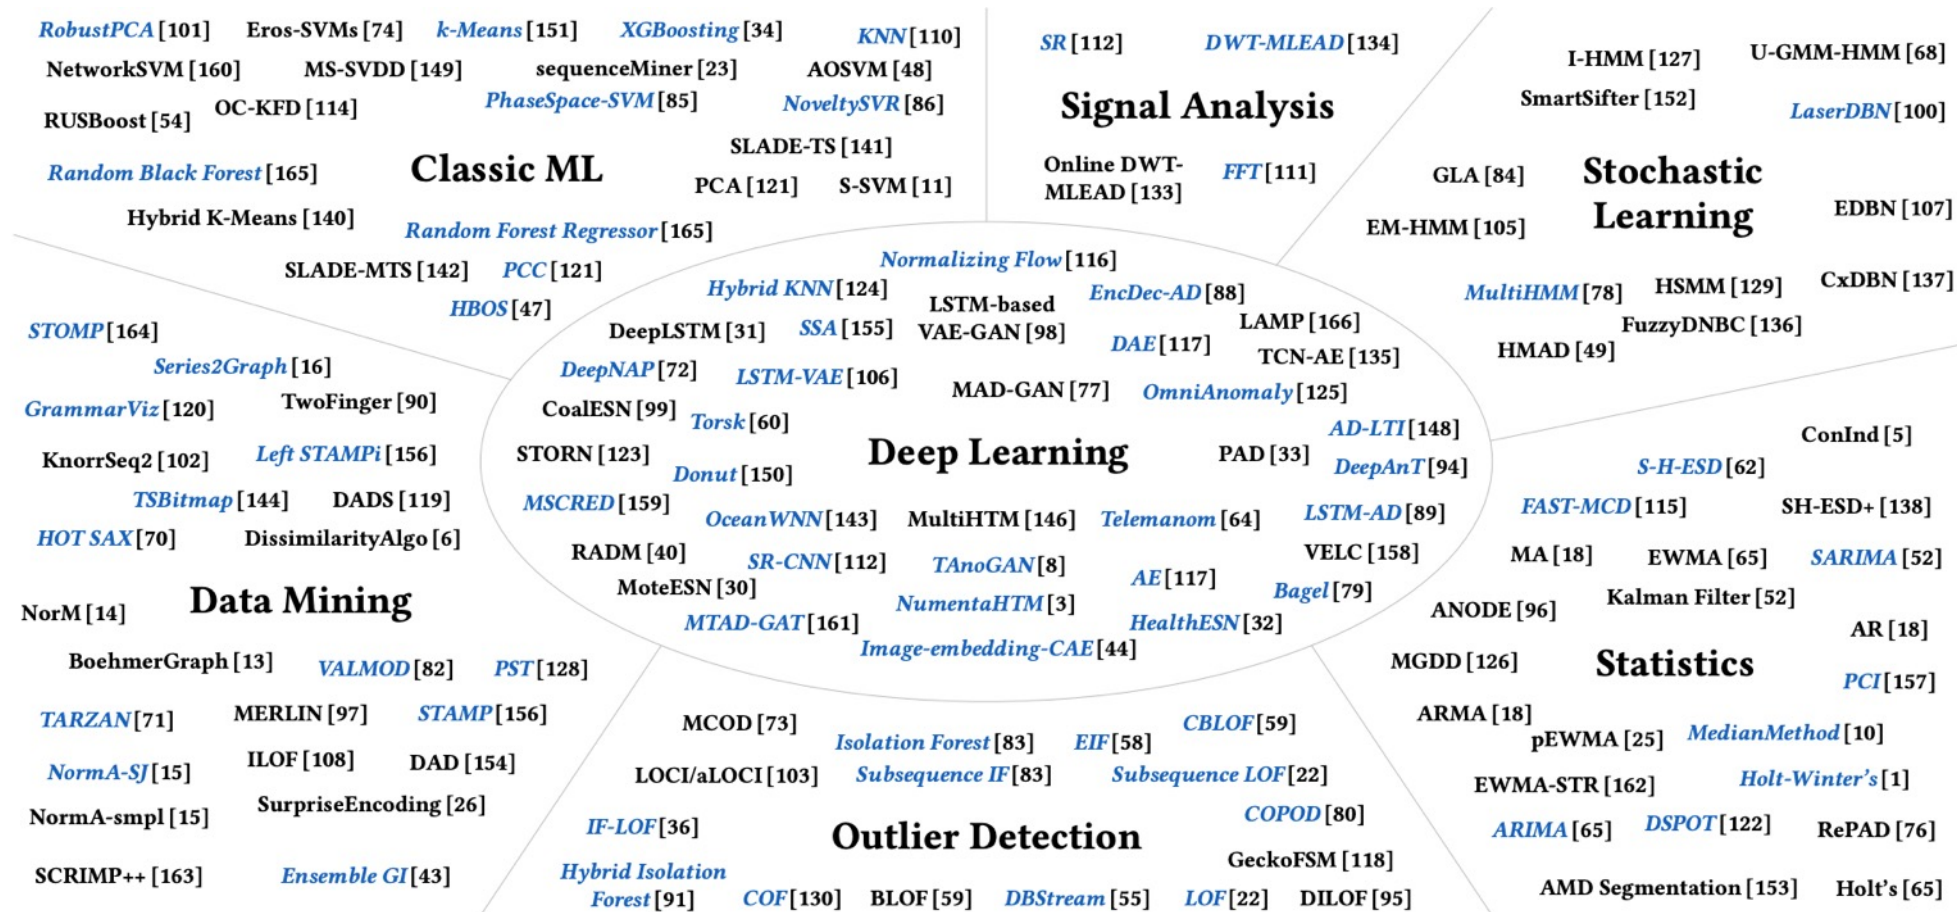 RobustPCA [101] Eros-SVMs [74] k-Means [151] XGBoosting [34] KNN [110]
NetworkSVM [160] MS-SVDD [149] sequenceMiner [23] AOSVM [48]
RUSBoost [54] OC-KFD [114] PhaseSpace-SVM [85] NoveltySVR [86]
SLADE-TS [141]
Classic ML
Random Black Forest [165] PCA [121] S-SVM [11]
Hybrid K-Means [140] Random Forest Regressor [165]
SLADE-MTS [142] PCC [121]
HBOS [47]
SR [112] DWT-MLEAD [134]
Signal Analysis
Online DWT-
MLEAD [133] FFT [111]
I-HMM [127] U-GMM-HMM [68]
SmartSifter [152] LaserDBN [100]
GLA [84] Stochastic
Learning
EDBN [107]
EM-HMM [105]
MultiHMM [78] HSMM [129] CxDBN [137]
FuzzyDNBC [136]
HMAD [49]
Normalizing Flow [116]
Hybrid KNN [124] EncDec-AD [88]
LSTM-based
VAE-GAN [98]
DeepLSTM [31] SSA [155] LAMP [166]
DAE [117] TCN-AE [135]
DeepNAP [72] LSTM-VAE [106] MAD-GAN [77] OmniAnomaly [125]
CoalESN [99] Torsk [60] AD-LTI [148]
STORN [123] Deep Learning PAD [33] DeepAnT [94]
Donut [150]
MSCRED [159] OceanWNN [143] MultiHTM [146] Telemanom [64] LSTM-AD [89]
RADM [40] SR-CNN [112] TAnoGAN [8] VELC [158]
MoteESN [30] AE [117] Bagel [79]
NumentaHTM [3]
MTAD-GAT [161] HealthESN [32]
Image-embedding-CAE [44]
STOMP [164]
Series2Graph [16]
GrammarViz [120] TwoFinger [90]
KnorrSeq2 [102] Left STAMPi [156]
TSBitmap [144] DADS [119]
HOT SAX [70] DissimilarityAlgo [6]
NorM [14] Data Mining
BoehmerGraph [13] VALMOD [82] PST [128]
TARZAN [71] MERLIN [97] STAMP [156]
NormA-SJ [15] ILOF [108] DAD [154]
NormA-smpl [15] SurpriseEncoding [26]
SCRIMP++ [163] Ensemble GI [43]
MCOD [73] CBLOF [59]
Isolation Forest [83] EIF [58]
LOCI/aLOCI [103] Subsequence IF [83] Subsequence LOF [22]
IF-LOF [36] COPOD [80]
Outlier Detection
GeckoFSM [118]
Hybrid Isolation
Forest [91] COF [130] BLOF [59] DBStream [55] LOF [22] DILOF [95]
ConInd [5]
S-H-ESD [62]
FAST-MCD [115] SH-ESD+ [138]
MA [18] EWMA [65] SARIMA [52]
ANODE [96] Kalman Filter [52]
AR [18]
MGDD [126] Statistics
PCI [157]
ARMA [18] pEWMA [25] MedianMethod [10]
EWMA-STR [162] Holt-Winter's [1]
ARIMA [65] DSPOT [122] RePAD [76]
AMD Segmentation [153] Holt's [65]